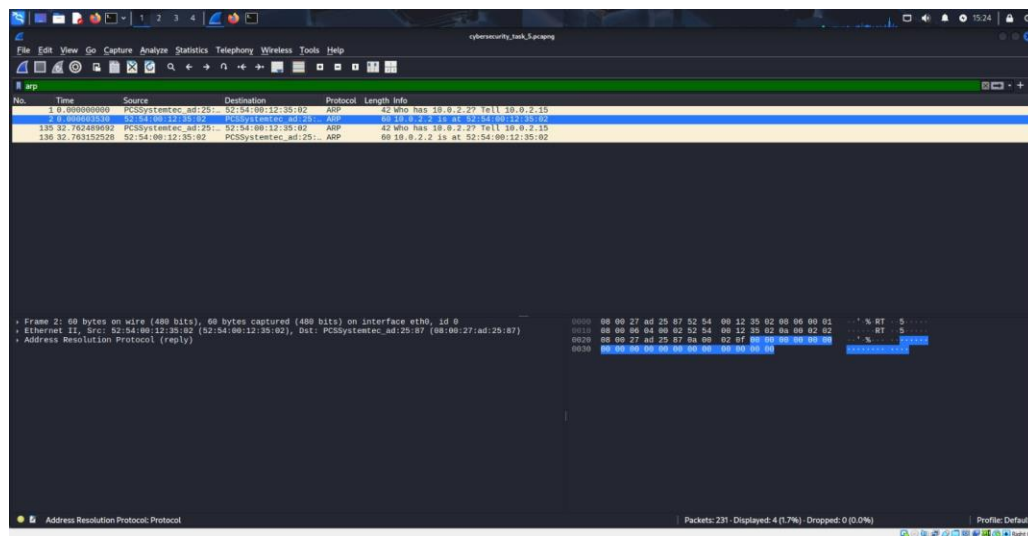 1 2 3 4 15:24
cybersecurity_task_5.pcapng
File Edit View Go Capture Analyze Statistics Telephony Wireless Tools Help
arp
No. Time Source Destination Protocol Length Info
1 0.000000000 PCSSystemtec_ad:25:… 52:54:00:12:35:02 ARP 42 Who has 10.0.2.2? Tell 10.0.2.15
2 0.000603530 52:54:00:12:35:02 PCSSystemtec_ad:25:… ARP 60 10.0.2.2 is at 52:54:00:12:35:02
135 32.762489692 PCSSystemtec_ad:25:… 52:54:00:12:35:02 ARP 42 Who has 10.0.2.2? Tell 10.0.2.15
136 32.763152528 52:54:00:12:35:02 PCSSystemtec_ad:25:… ARP 60 10.0.2.2 is at 52:54:00:12:35:02
Frame 2: 60 bytes on wire (480 bits), 60 bytes captured (480 bits) on interface eth0, id 0
Ethernet II, Src: 52:54:00:12:35:02 (52:54:00:12:35:02), Dst: PCSSystemtec_ad:25:87 (08:00:27:ad:25:87)
Address Resolution Protocol (reply)
0000 08 00 27 ad 25 87 52 54 00 12 35 02 08 06 00 01 ··'·%·RT ··5·····
0010 08 00 06 04 00 02 52 54 00 12 35 02 0a 00 02 02 ······RT ··5·····
0020 08 00 27 ad 25 87 0a 00 02 0f 00 00 00 00 00 00 ··'·%··· ········
0030 00 00 00 00 00 00 00 00 00 00 00 00 ········ ····
Address Resolution Protocol: Protocol Packets: 231 · Displayed: 4 (1.7%) · Dropped: 0 (0.0%) Profile: Defaul